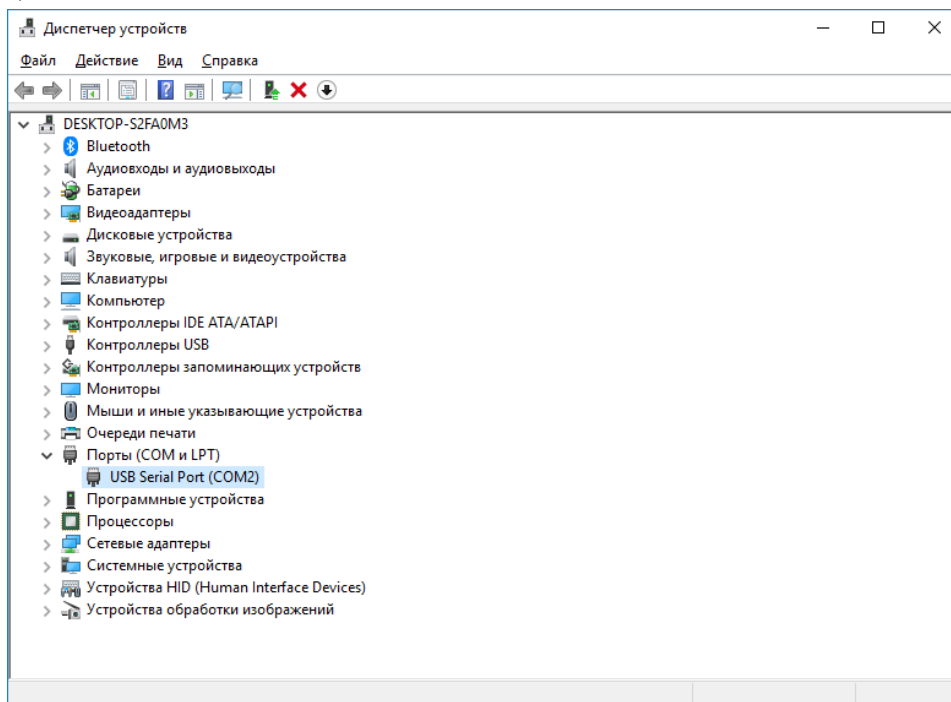 Диспетчер устройств
Файл Действие Вид Справка
DESKTOP-S2FA0M3
Bluetooth
Аудиовходы и аудиовыходы
Батареи
Видеоадаптеры
Дисковые устройства
Звуковые, игровые и видеоустройства
Клавиатуры
Компьютер
Контроллеры IDE ATA/ATAPI
Контроллеры USB
Контроллеры запоминающих устройств
Мониторы
Мыши и иные указывающие устройства
Очереди печати
Порты (COM и LPT)
USB Serial Port (COM2)
Программные устройства
Процессоры
Сетевые адаптеры
Системные устройства
Устройства HID (Human Interface Devices)
Устройства обработки изображений